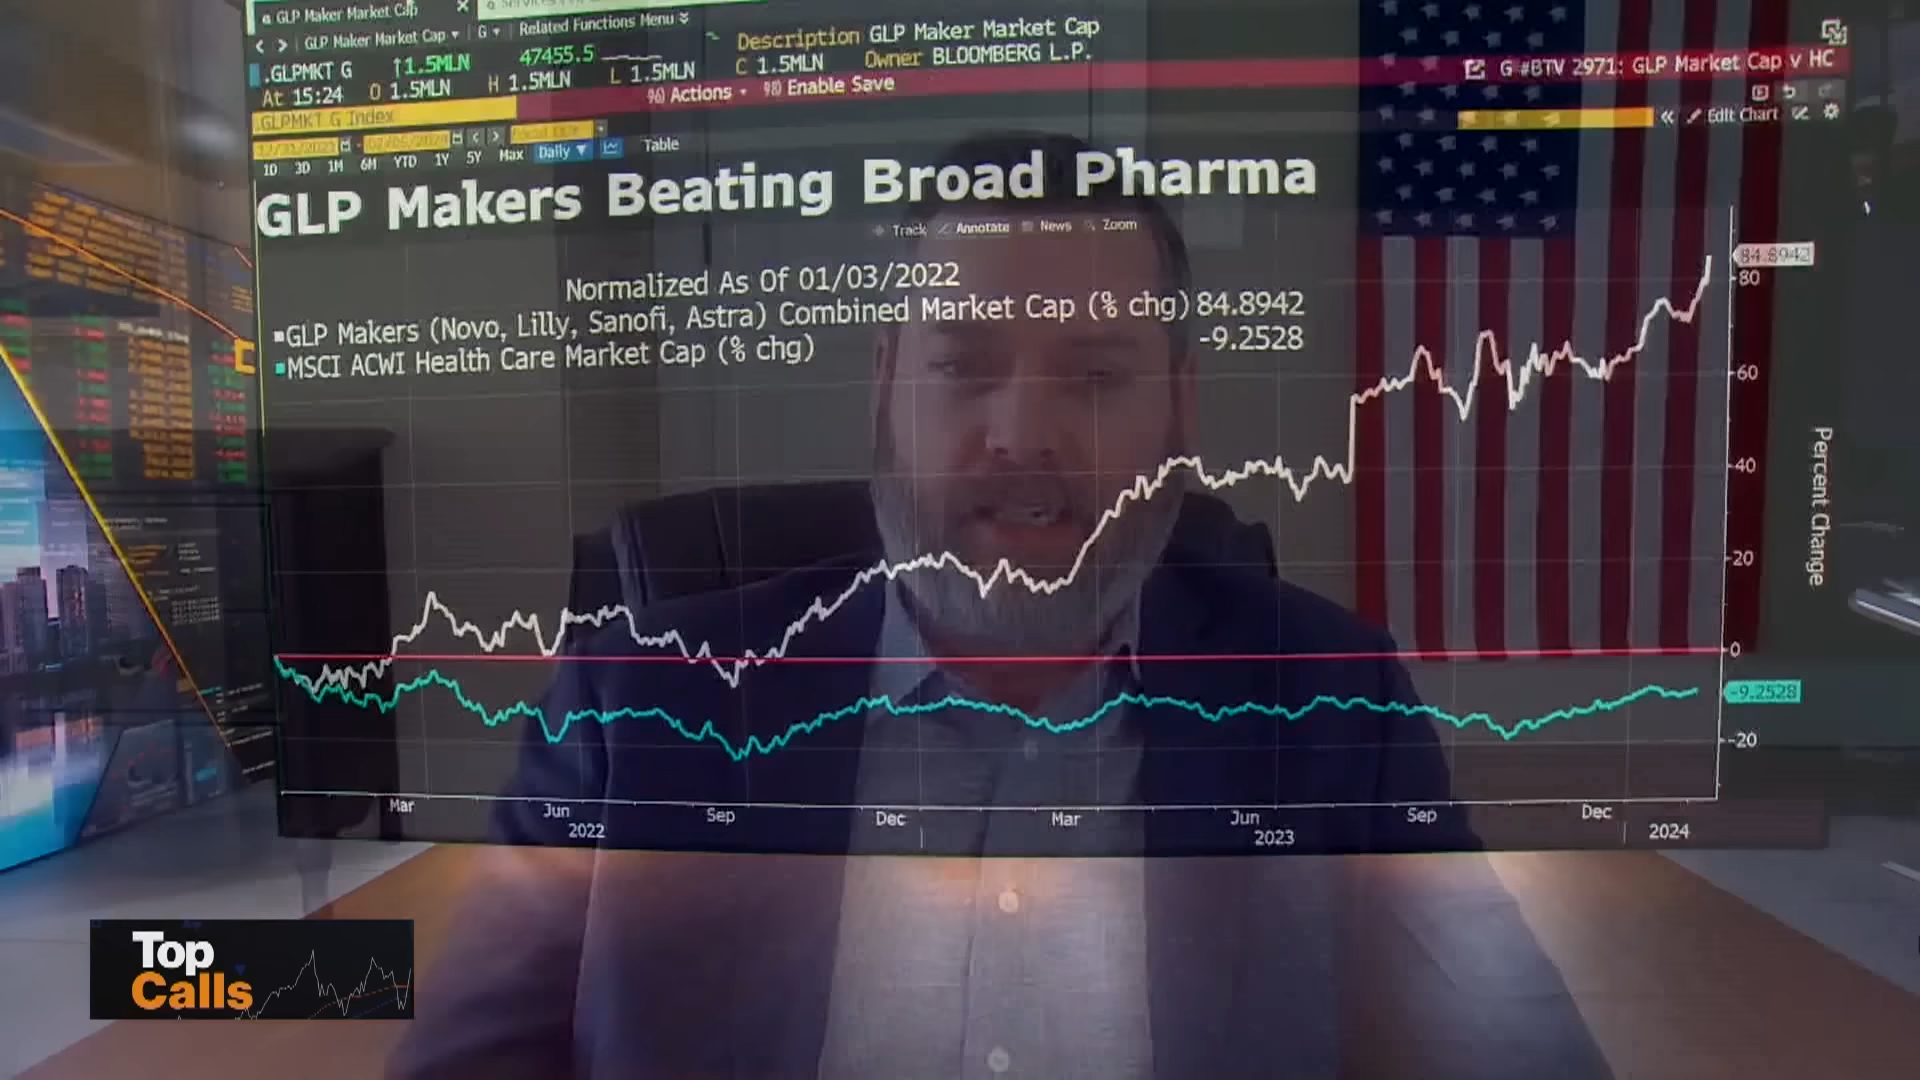 GLP Maker Market Cap
GLP Maker Market Cap
G
Related Functions Menu
.GLPMKT G
↑1.5MLN
47455.5
Description GLP Maker Market Cap
C 1.5MLN
Owner BLOOMBERG L.P.
At 15:24 O 1.5MLN H 1.5MLN L 1.5MLN
96) Actions
98) Enable Save
G #BTV 2971: GLP Market Cap v HC
.GLPMKT G Index
« Edit Chart
1D 3D 1M 6M YTD 1Y 5Y Max Daily ▼ Table
GLP Makers Beating Broad Pharma
Track Annotate News Zoom
Normalized As Of 01/03/2022
GLP Makers (Novo, Lilly, Sanofi, Astra) Combined Market Cap (% chg) 84.8942
MSCI ACWI Health Care Market Cap (% chg) -9.2528
84.8942
80
60
40
20
0
-9.2528
-20
Percent Change
Mar Jun Sep Dec Mar Jun Sep Dec
2022 2023 2024
Top
Calls